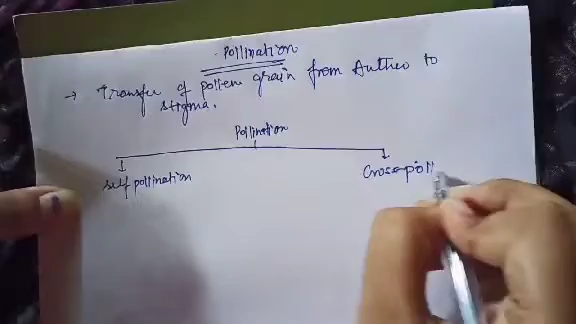 Pollination
→ Transfer of pollen grain from Anther to
stigma.
Pollination
self pollination
Crosspoll